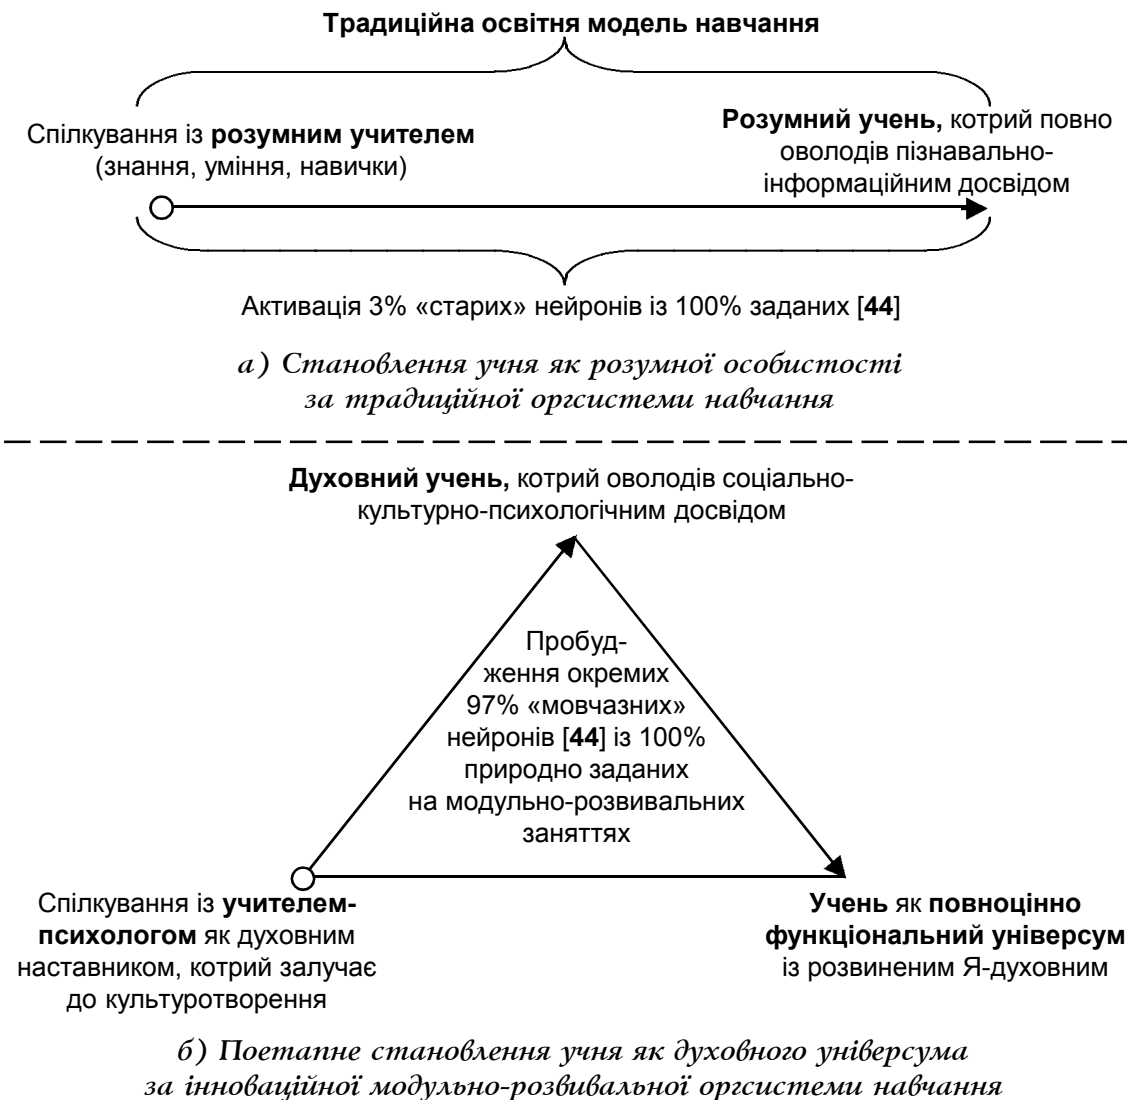 Традиційна освітня модель навчання
Спілкування із розумним учителем
(знання, уміння, навички)
Розумний учень, котрий повно
оволодів пізнавально-
інформаційним досвідом
Активація 3% «старих» нейронів із 100% заданих [44]
а) Становлення учня як розумної особистості
за традиційної оргсистеми навчання
Духовний учень, котрий оволодів соціально-
культурно-психологічним досвідом
Пробуд-
ження окремих
97% «мовчазних»
нейронів [44] із 100%
природно заданих
на модульно-розвивальних
заняттях
Спілкування із учителем-
психологом як духовним
наставником, котрий залучає
до культуротворення
Учень як повноцінно
функціональний універсум
із розвиненим Я-духовним
б) Поетапне становлення учня як духовного універсума
за інноваційної модульно-розвивальної оргсистеми навчання